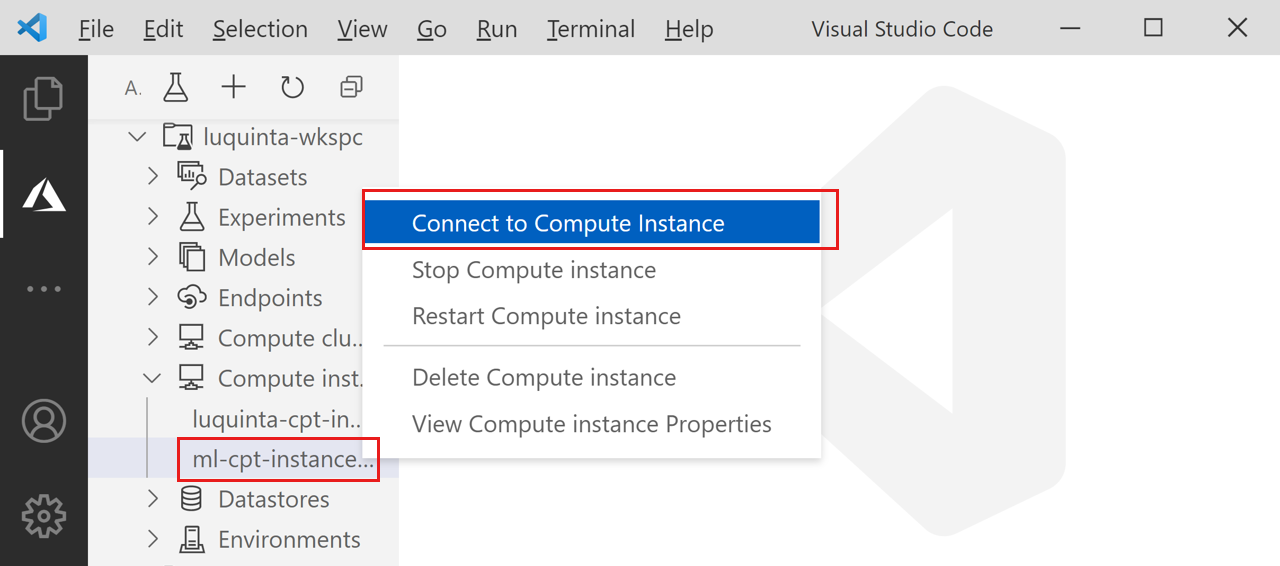 File Edit Selection View Go Run Terminal Help Visual Studio Code
A.
luquinta-wkspc
Datasets
Experiments
Models
Endpoints
Compute clu...
Compute inst.
luquinta-cpt-in...
ml-cpt-instance...
Datastores
Environments
Connect to Compute Instance
Stop Compute instance
Restart Compute instance
Delete Compute instance
View Compute instance Properties